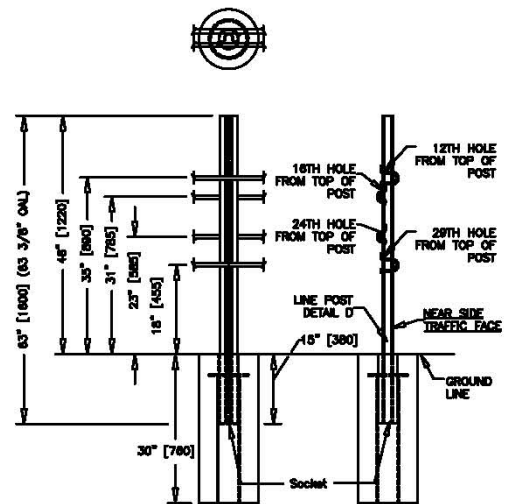 63" [1600] (63 3/8" OAL)
48" [1220]
35" [890]
31" [785]
23" [585]
18" [455]
16TH HOLE
FROM TOP OF
POST
12TH HOLE
FROM TOP OF
POST
24TH HOLE
FROM TOP OF
POST
29TH HOLE
FROM TOP OF
POST
LINE POST
DETAIL D
NEAR SIDE
TRAFFIC FACE
15" [380]
GROUND
LINE
30" [760]
Socket